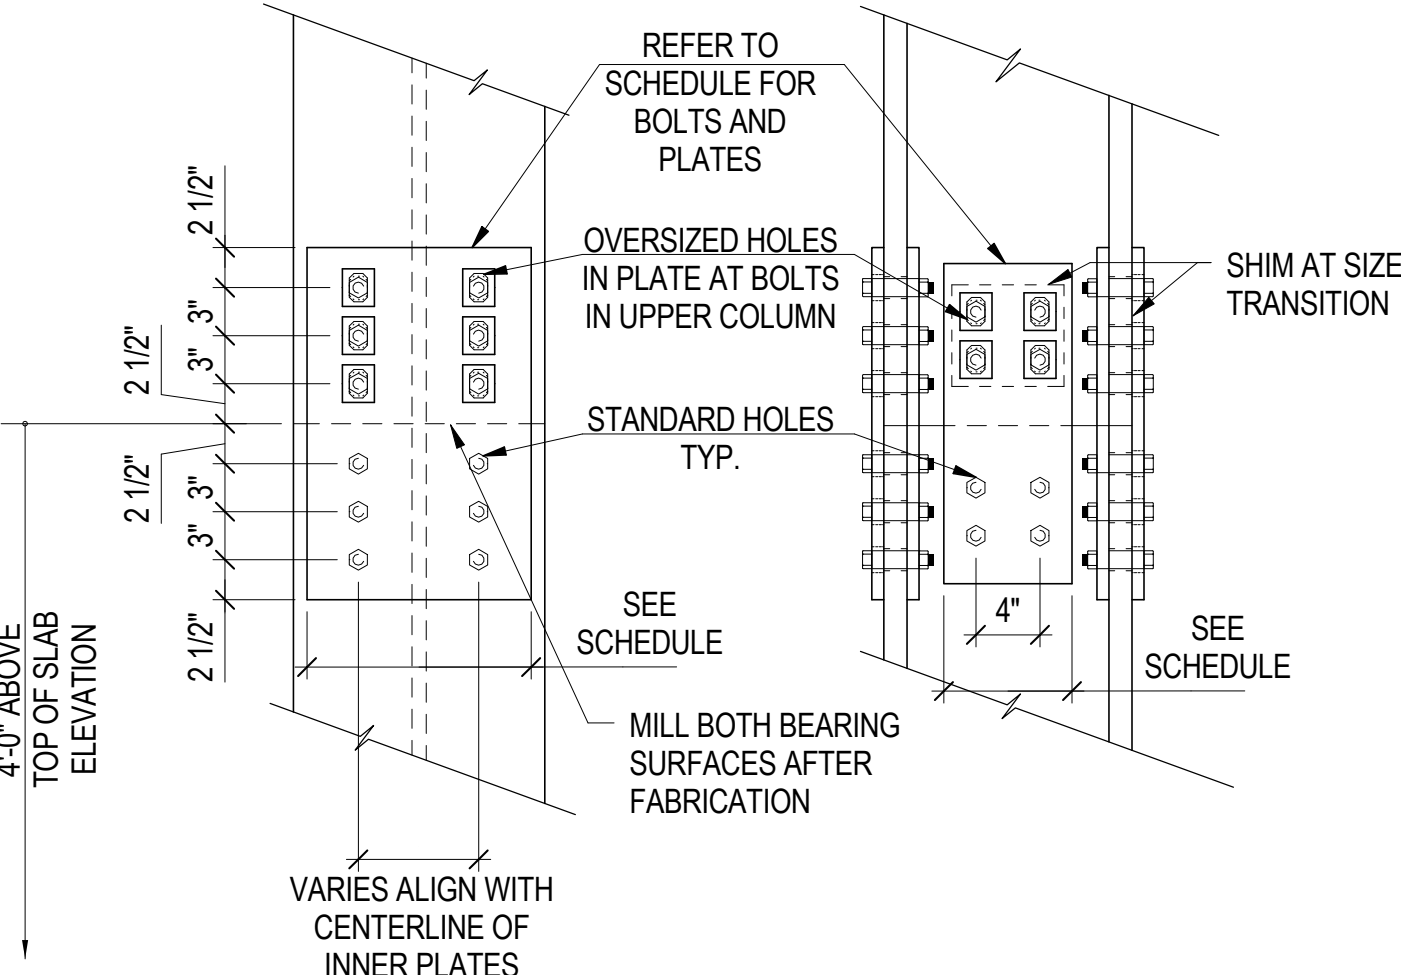 REFER TO
SCHEDULE FOR
BOLTS AND
PLATES
OVERSIZED HOLES
IN PLATE AT BOLTS
IN UPPER COLUMN
SHIM AT SIZE
TRANSITION
STANDARD HOLES
TYP.
2 1/2"
3"
3"
2 1/2"
2 1/2"
3"
3"
2 1/2"
4'-0" ABOVE
TOP OF SLAB
ELEVATION
SEE
SCHEDULE
4"
SEE
SCHEDULE
MILL BOTH BEARING
SURFACES AFTER
FABRICATION
VARIES ALIGN WITH
CENTERLINE OF
INNER PLATES